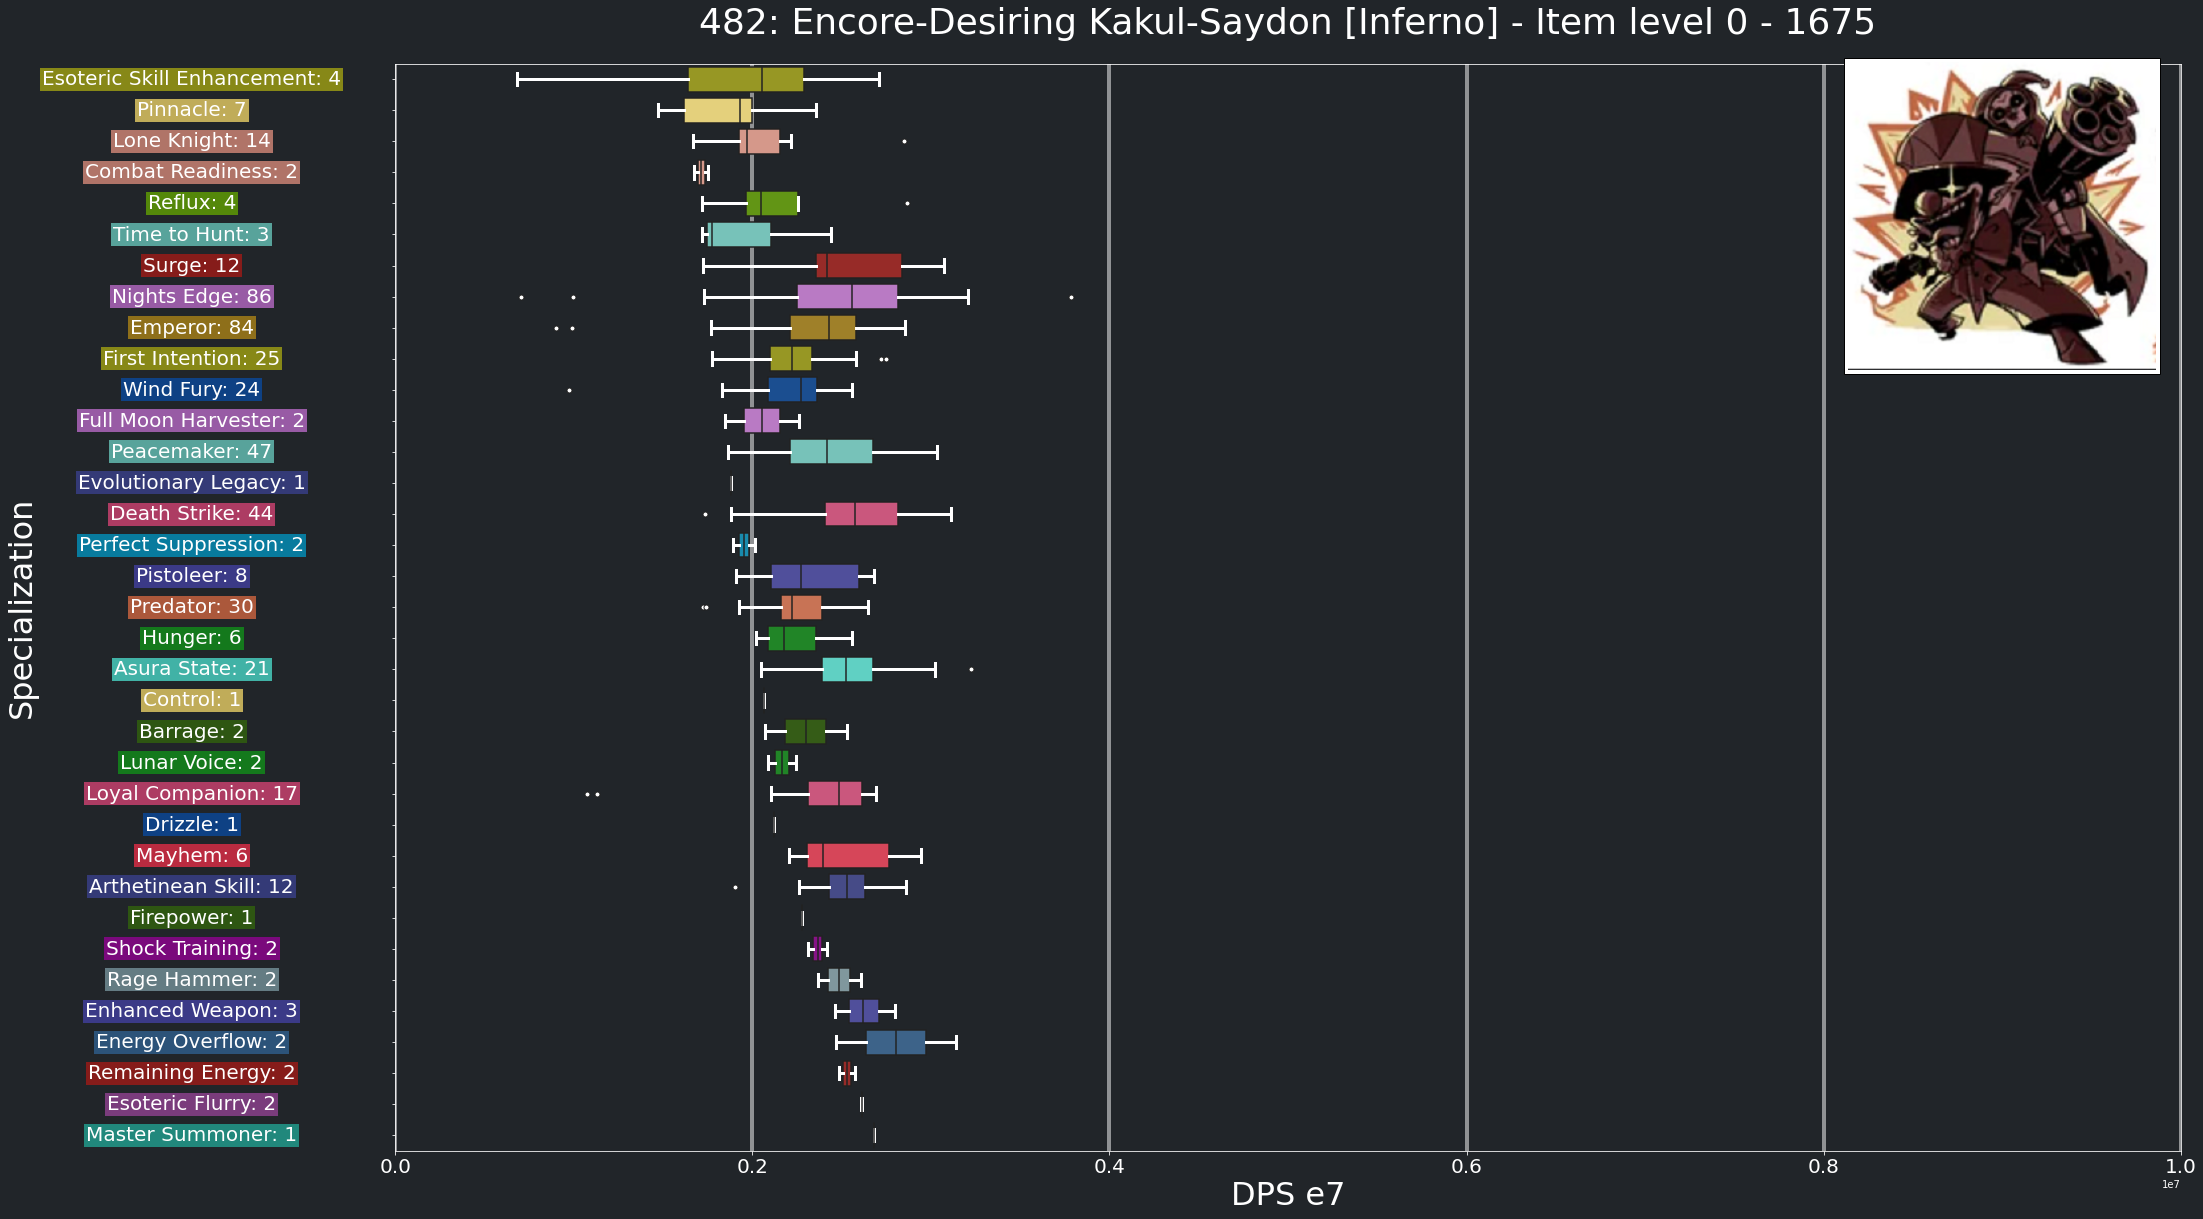 482: Encore-Desiring Kakul-Saydon [Inferno] - Item level 0 - 1675
Esoteric Skill Enhancement: 4
Pinnacle: 7
Lone Knight: 14
Combat Readiness: 2
Reflux: 4
Time to Hunt: 3
Surge: 12
Nights Edge: 86
Emperor: 84
First Intention: 25
Wind Fury: 24
Full Moon Harvester: 2
Peacemaker: 47
Evolutionary Legacy: 1
Death Strike: 44
Perfect Suppression: 2
Pistoleer: 8
Predator: 30
Hunger: 6
Asura State: 21
Control: 1
Barrage: 2
Lunar Voice: 2
Loyal Companion: 17
Drizzle: 1
Mayhem: 6
Arthetinean Skill: 12
Firepower: 1
Shock Training: 2
Rage Hammer: 2
Enhanced Weapon: 3
Energy Overflow: 2
Remaining Energy: 2
Esoteric Flurry: 2
Master Summoner: 1
Specialization
0.0 0.2 0.4 0.6 0.8 1.0
1e7
DPS e7